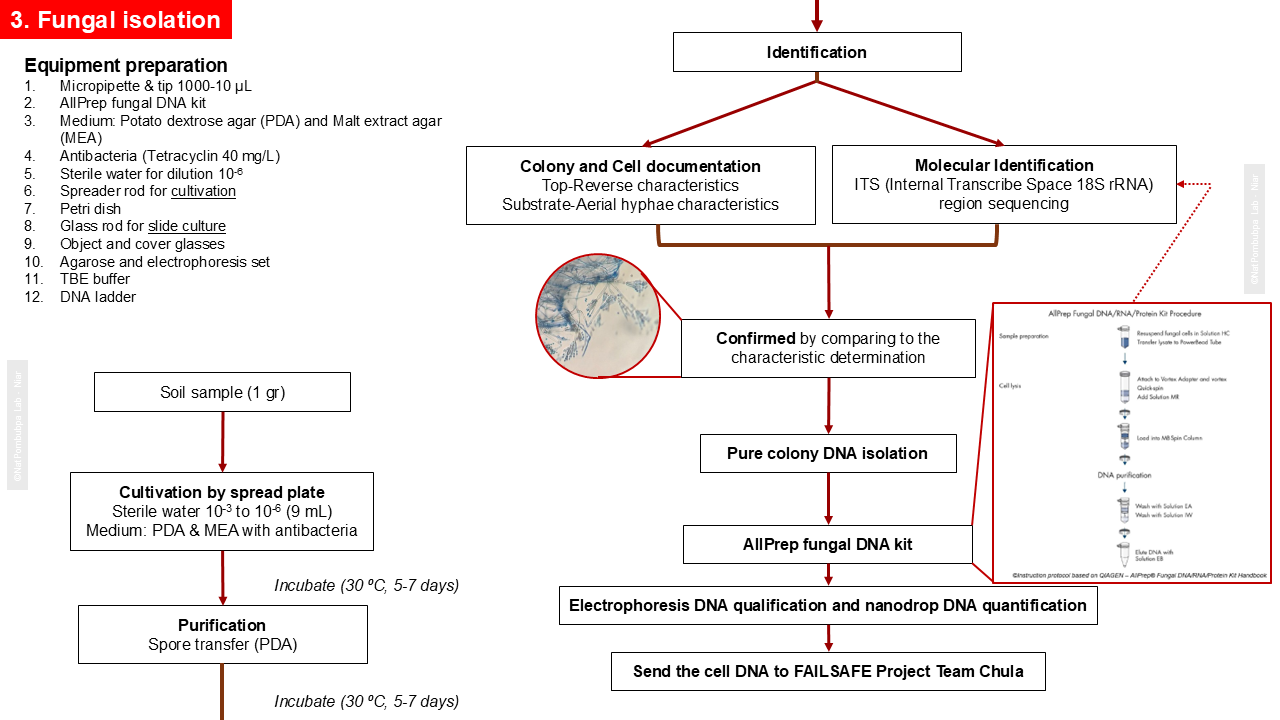 3. Fungal isolation
Equipment preparation
1. Micropipette & tip 1000-10 µL
2. AllPrep fungal DNA kit
3. Medium: Potato dextrose agar (PDA) and Malt extract agar
(MEA)
4. Antibacteria (Tetracyclin 40 mg/L)
5. Sterile water for dilution 10⁻⁶
6. Spreader rod for cultivation
7. Petri dish
8. Glass rod for slide culture
9. Object and cover glasses
10. Agarose and electrophoresis set
11. TBE buffer
12. DNA ladder
©Nat Pombubpa Lab - Niar
Soil sample (1 gr)
Cultivation by spread plate
Sterile water 10⁻³ to 10⁻⁶ (9 mL)
Medium: PDA & MEA with antibacteria
Incubate (30 ºC, 5-7 days)
Purification
Spore transfer (PDA)
Incubate (30 ºC, 5-7 days)
Identification
Colony and Cell documentation
Top-Reverse characteristics
Substrate-Aerial hyphae characteristics
Molecular Identification
ITS (Internal Transcribe Space 18S rRNA)
region sequencing
©Nat Pombubpa Lab - Niar
Confirmed by comparing to the
characteristic determination
Pure colony DNA isolation
AllPrep fungal DNA kit
Electrophoresis DNA qualification and nanodrop DNA quantification
Send the cell DNA to FAILSAFE Project Team Chula
AllPrep Fungal DNA/RNA/Protein Kit Procedure
Sample preparation
Resuspend fungal cells in Solution HC
Transfer lysate to PowerBead Tube
Cell lysis
Attach to Vortex Adapter and vortex
Quick-spin
Add Solution MR
Load into MB Spin Column
DNA purification
Wash with Solution EA
Wash with Solution IW
Elute DNA with
Solution EB
©Instruction protocol based on QIAGEN – AllPrep® Fungal DNA/RNA/Protein Kit Handbook